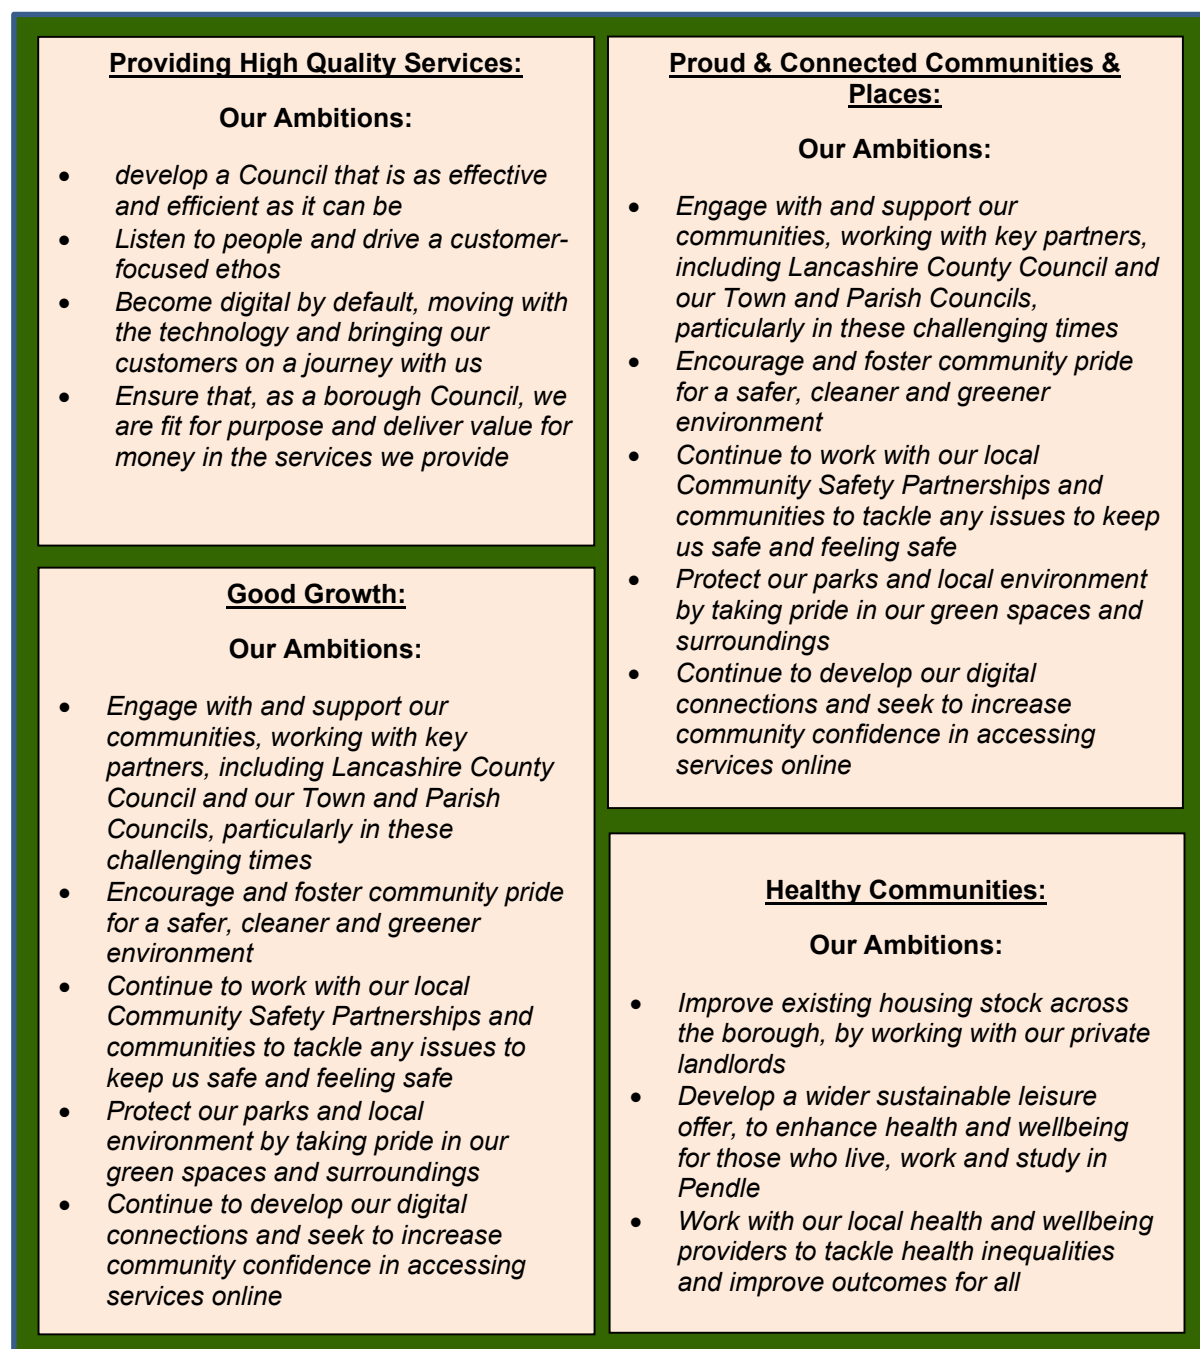 Providing High Quality Services:
Our Ambitions:
• develop a Council that is as effective
and efficient as it can be
• Listen to people and drive a customer-
focused ethos
• Become digital by default, moving with
the technology and bringing our
customers on a journey with us
• Ensure that, as a borough Council, we
are fit for purpose and deliver value for
money in the services we provide
Good Growth:
Our Ambitions:
• Engage with and support our
communities, working with key
partners, including Lancashire County
Council and our Town and Parish
Councils, particularly in these
challenging times
• Encourage and foster community pride
for a safer, cleaner and greener
environment
• Continue to work with our local
Community Safety Partnerships and
communities to tackle any issues to
keep us safe and feeling safe
• Protect our parks and local
environment by taking pride in our
green spaces and surroundings
• Continue to develop our digital
connections and seek to increase
community confidence in accessing
services online
Proud & Connected Communities &
Places:
Our Ambitions:
• Engage with and support our
communities, working with key partners,
including Lancashire County Council and
our Town and Parish Councils,
particularly in these challenging times
• Encourage and foster community pride
for a safer, cleaner and greener
environment
• Continue to work with our local
Community Safety Partnerships and
communities to tackle any issues to keep
us safe and feeling safe
• Protect our parks and local environment
by taking pride in our green spaces and
surroundings
• Continue to develop our digital
connections and seek to increase
community confidence in accessing
services online
Healthy Communities:
Our Ambitions:
• Improve existing housing stock across
the borough, by working with our private
landlords
• Develop a wider sustainable leisure
offer, to enhance health and wellbeing
for those who live, work and study in
Pendle
• Work with our local health and wellbeing
providers to tackle health inequalities
and improve outcomes for all